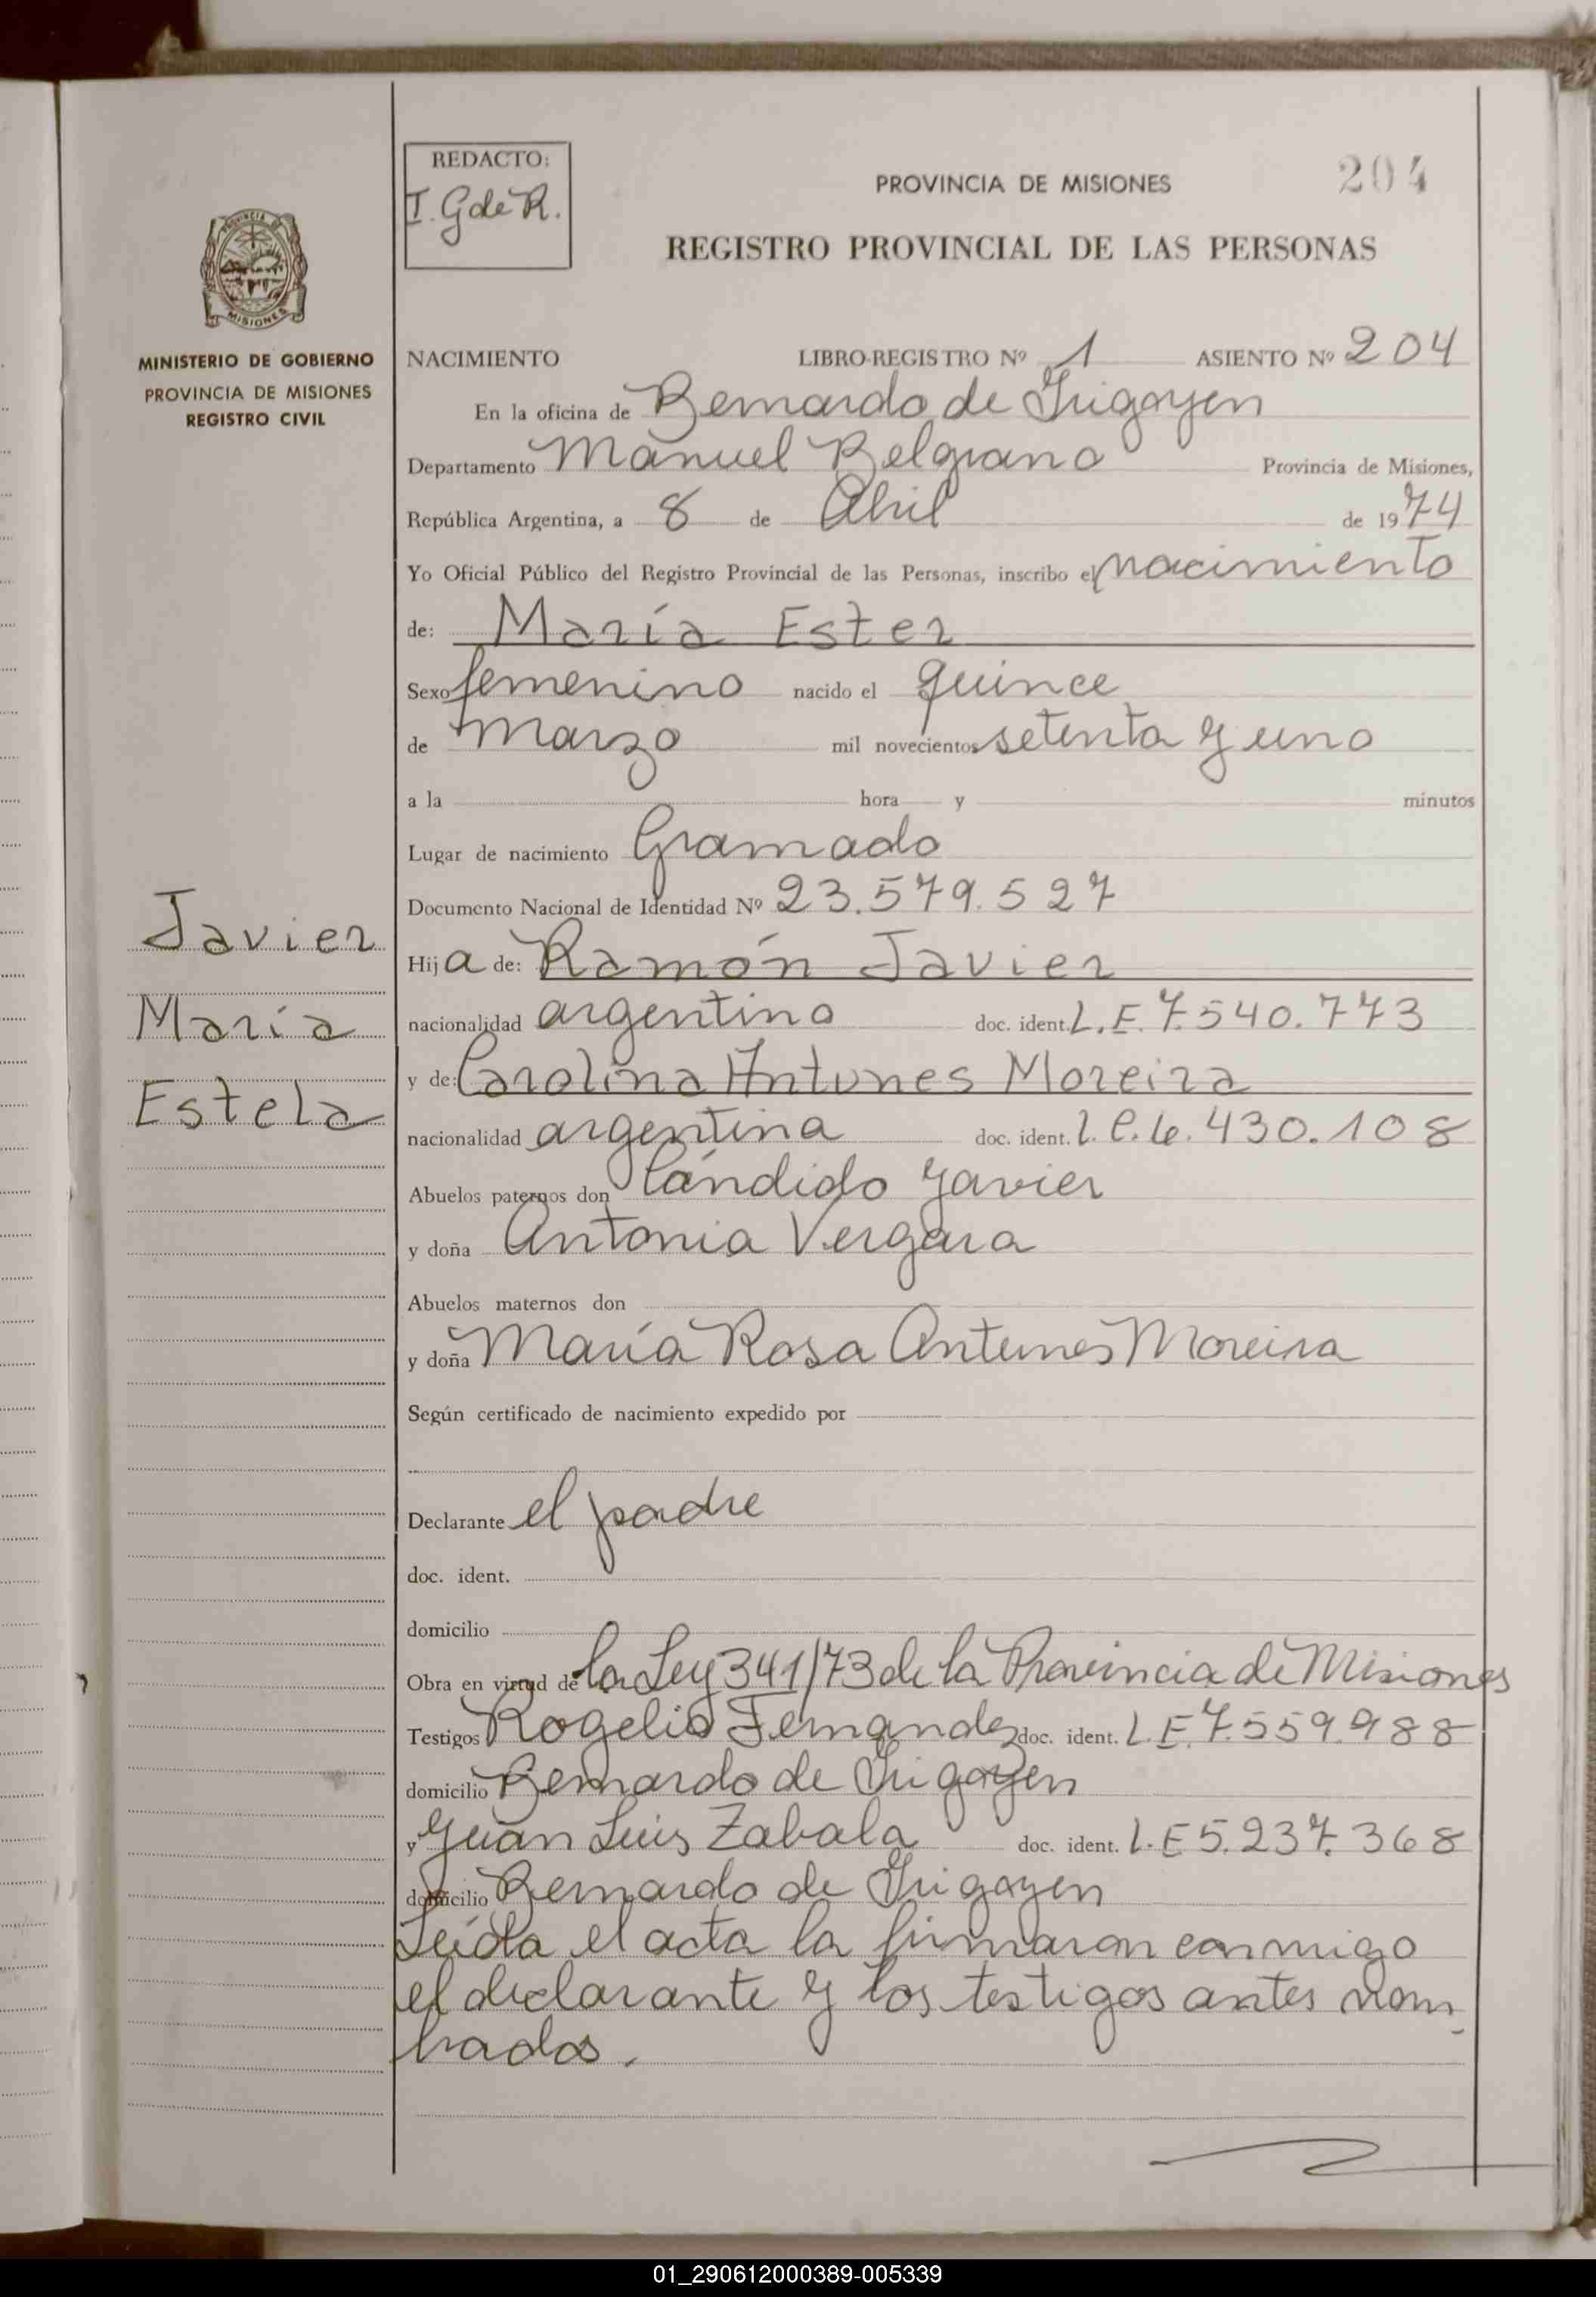 REDACTO:
I. G de R.
PROVINCIA DE MISIONES
204
REGISTRO PROVINCIAL DE LAS PERSONAS
PROVINCIA DE
MISIONES
MINISTERIO DE GOBIERNO
PROVINCIA DE MISIONES
REGISTRO CIVIL
NACIMIENTO LIBRO-REGISTRO Nº 1 ASIENTO Nº 204
En la oficina de Bernardo de Irigoyen
Departamento Manuel Belgrano Provincia de Misiones,
República Argentina, a 8 de Abril de 1974
Yo Oficial Público del Registro Provincial de las Personas, inscribo el nacimiento
de: María Ester
Sexo femenino nacido el quince
de Marzo mil novecientos setenta y uno
a la hora y minutos
Lugar de nacimiento Gramado
Documento Nacional de Identidad Nº 23.579.527
Javier
María
Estela
Hija de: Ramón Javier
nacionalidad argentino doc. ident. L.E. 7.540.773
y de: Carolina Antunes Moreira
nacionalidad argentina doc. ident. L.C. 6.430.108
Abuelos paternos don Cándido Javier
y doña Antonia Vergara
Abuelos maternos don
y doña María Rosa Antunes Moreira
Según certificado de nacimiento expedido por
Declarante el padre
doc. ident.
domicilio
Obra en virtud de la Ley 341/73 de la Provincia de Misiones
Testigos Rogelio Fernandez doc. ident. L.E. 7.559.988
domicilio Bernardo de Irigoyen
y Juan Luis Zabala doc. ident. L.E 5.237.368
domicilio Bernardo de Irigoyen
Leída el acta la firmaron conmigo
el declarante y los testigos antes nom
brados.
01_290612000389-005339